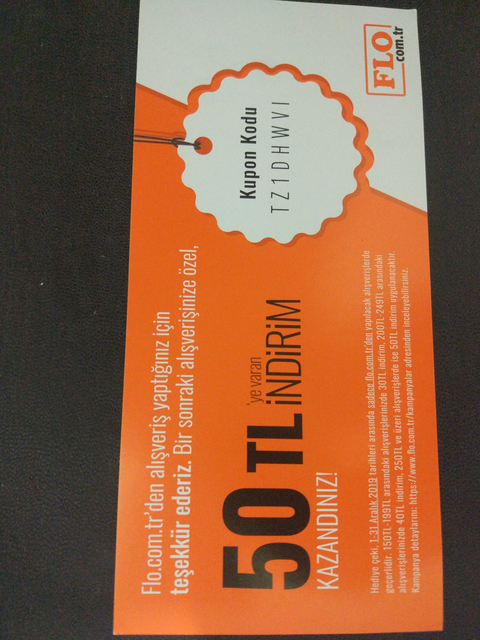 Flo.com.tr'den alışveriş yaptığınız için
teşekkür ederiz. Bir sonraki alışverişinize özel,
50 TL 'ye varan
İNDİRİM
KAZANDINIZ!
Kupon Kodu
TZ1DHWVI
FLO
com.tr
Hediye çeki, 1-31 Aralık 2019 tarihleri arasında sadece flo.com.tr'den yapılacak alışverişlerde
geçerlidir. 150TL-199TL arasındaki alışverişlerinizde 30TL indirim, 200TL-249TL arasındaki
alışverişlerinizde 40TL indirim, 250TL ve üzeri alışverişlerde ise 50TL indirim uygulanacaktır.
Kampanya detaylarını: https://www.flo.com.tr/kampanyalar adresinden inceleyebilirsiniz.